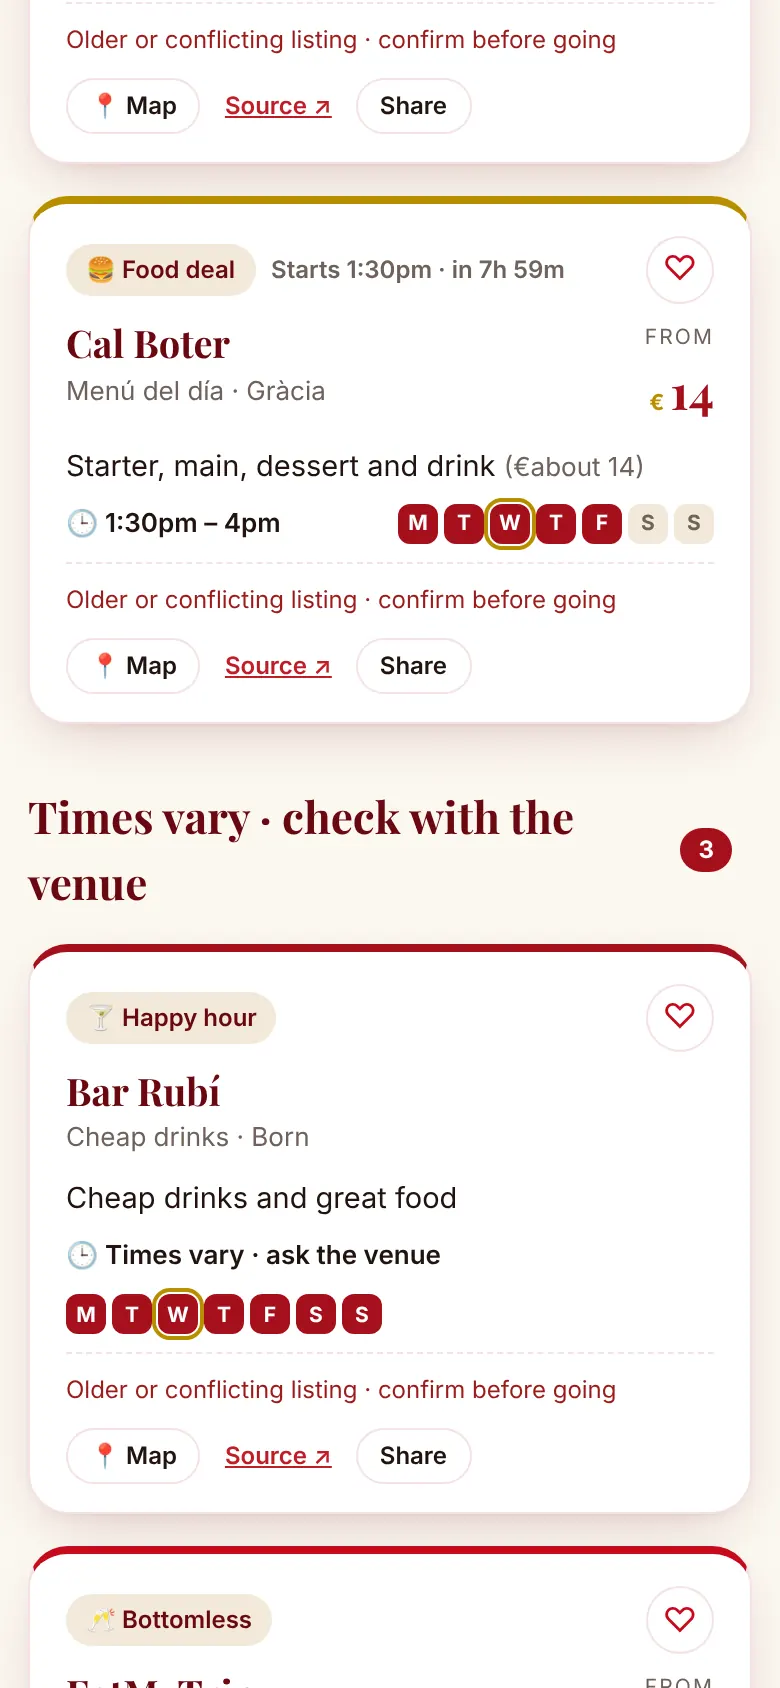 Older or conflicting listing · confirm before going
Map Source ↗ Share
Food deal Starts 1:30pm · in 7h 59m
Cal Boter FROM
Menú del día · Gràcia € 14
Starter, main, dessert and drink (€about 14)
1:30pm – 4pm M T W T F S S
Older or conflicting listing · confirm before going
Map Source ↗ Share
Times vary · check with the
venue 3
Happy hour
Bar Rubí
Cheap drinks · Born
Cheap drinks and great food
Times vary · ask the venue
M T W T F S S
Older or conflicting listing · confirm before going
Map Source ↗ Share
Bottomless
FROM